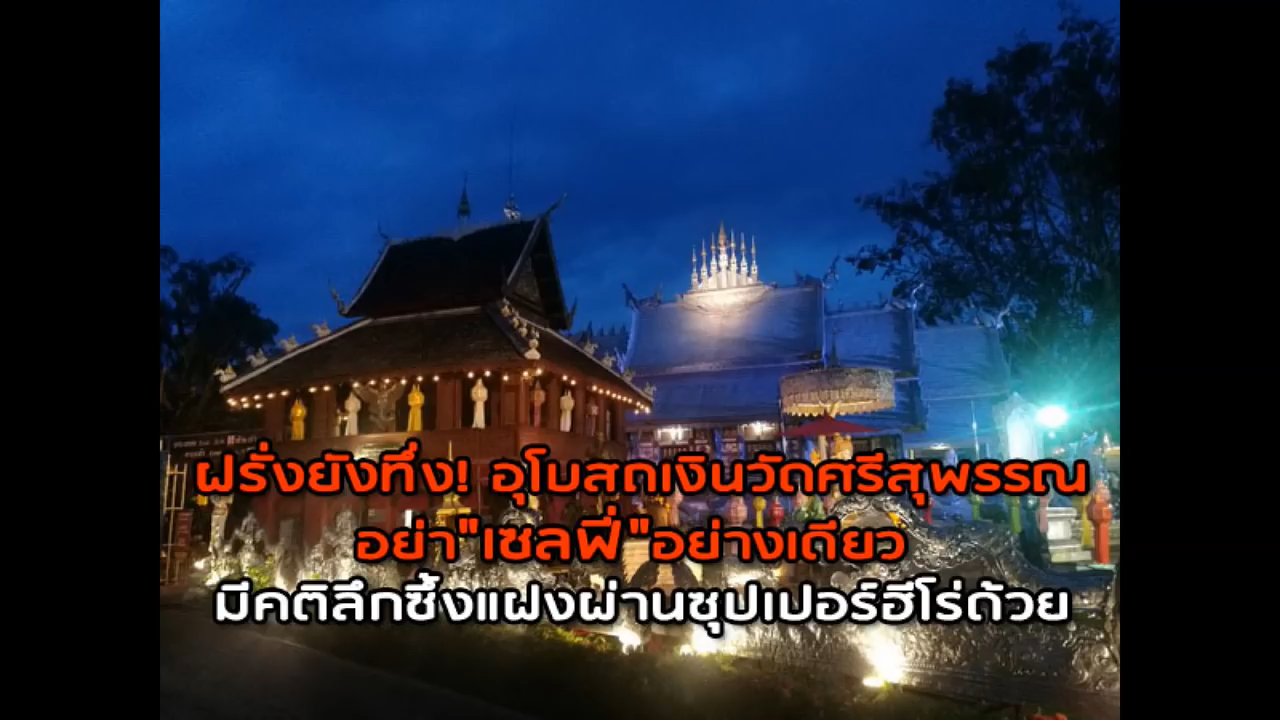 ฝรั่งยังทึ่ง! อุโบสถเงินวัดศรีสุพรรณ
อย่า"เซลฟี่"อย่างเดียว
มีคติลึกซึ้งแฝงผ่านซุปเปอร์ฮีโร่ด้วย